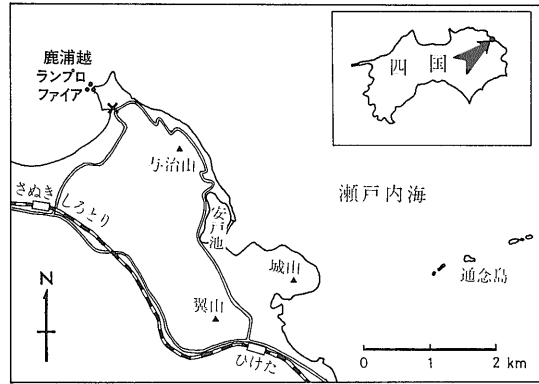 鹿浦越
ランプロ
ファイア
四国
与治山
瀬戸内海
さぬき しろとり
安戸池
城山
通念島
翼山
N
ひけた
0 1 2 km